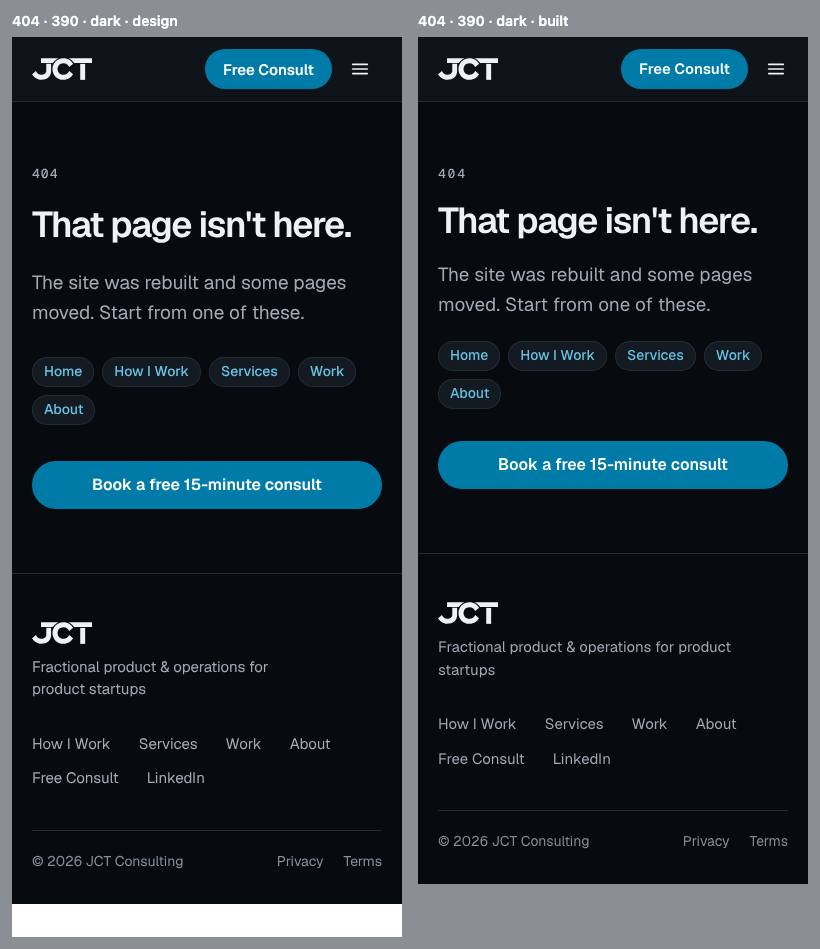 404 · 390 · dark · design
JCT
Free Consult
404
That page isn't here.
The site was rebuilt and some pages
moved. Start from one of these.
Home
How I Work
Services
Work
About
Book a free 15-minute consult
JCT
Fractional product & operations for
product startups
How I Work
Services
Work
About
Free Consult
LinkedIn
© 2026 JCT Consulting
Privacy
Terms
404 · 390 · dark · built
JCT
Free Consult
404
That page isn't here.
The site was rebuilt and some pages
moved. Start from one of these.
Home
How I Work
Services
Work
About
Book a free 15-minute consult
JCT
Fractional product & operations for product
startups
How I Work
Services
Work
About
Free Consult
LinkedIn
© 2026 JCT Consulting
Privacy
Terms